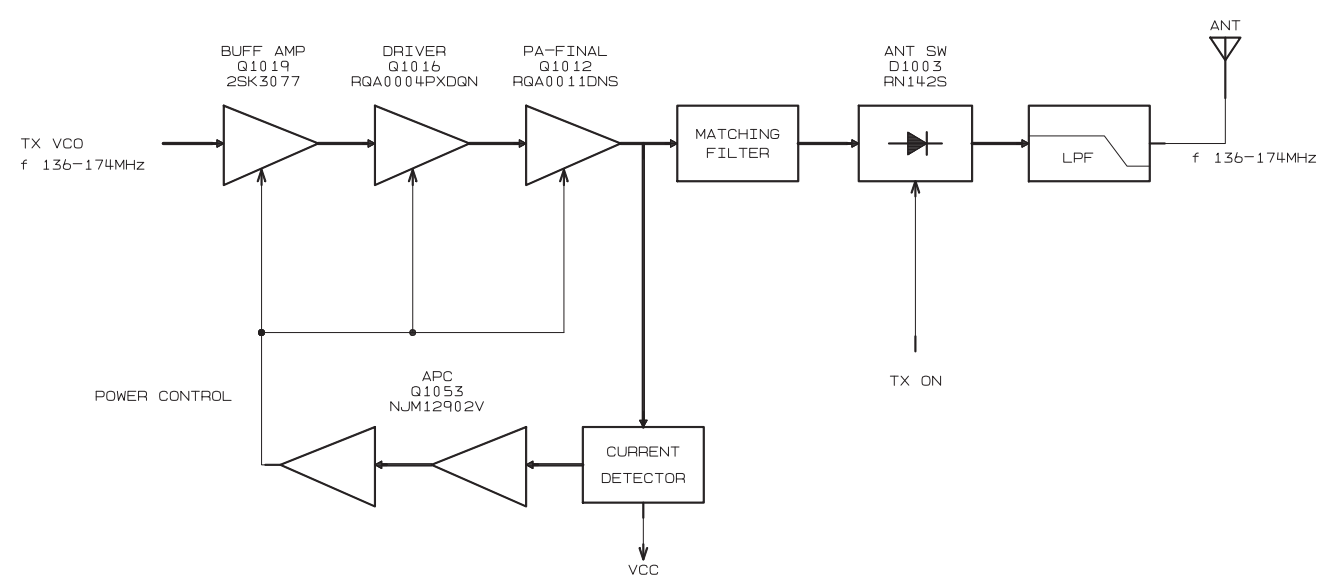 ANT
BUFF AMP
Q1019
2SK3077
DRIVER
Q1016
RQA0004PXDQN
PA-FINAL
Q1012
RQA0011DNS
ANT SW
D1003
RN142S
TX VCO
f 136-174MHz
MATCHING
FILTER
LPF
f 136-174MHz
TX ON
POWER CONTROL
APC
Q1053
NJM12902V
CURRENT
DETECTOR
VCC